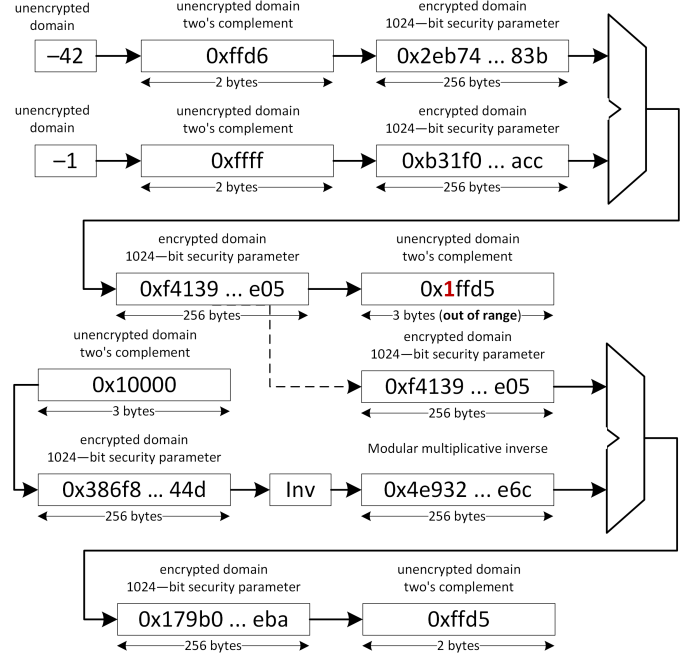 unencrypted
domain
unencrypted domain
two's complement
encrypted domain
1024—bit security parameter
–42
0xffd6
0x2eb74 ... 83b
2 bytes
256 bytes
unencrypted
domain
unencrypted domain
two's complement
encrypted domain
1024—bit security parameter
–1
0xffff
0xb31f0 ... acc
2 bytes
256 bytes
encrypted domain
1024—bit security parameter
unencrypted domain
two's complement
0xf4139 ... e05
0x1ffd5
256 bytes
3 bytes (out of range)
unencrypted domain
two's complement
encrypted domain
1024—bit security parameter
0x10000
0xf4139 ... e05
3 bytes
256 bytes
encrypted domain
1024—bit security parameter
Modular multiplicative inverse
0x386f8 ... 44d
Inv
0x4e932 ... e6c
256 bytes
256 bytes
encrypted domain
1024—bit security parameter
unencrypted domain
two's complement
0x179b0 ... eba
0xffd5
256 bytes
2 bytes